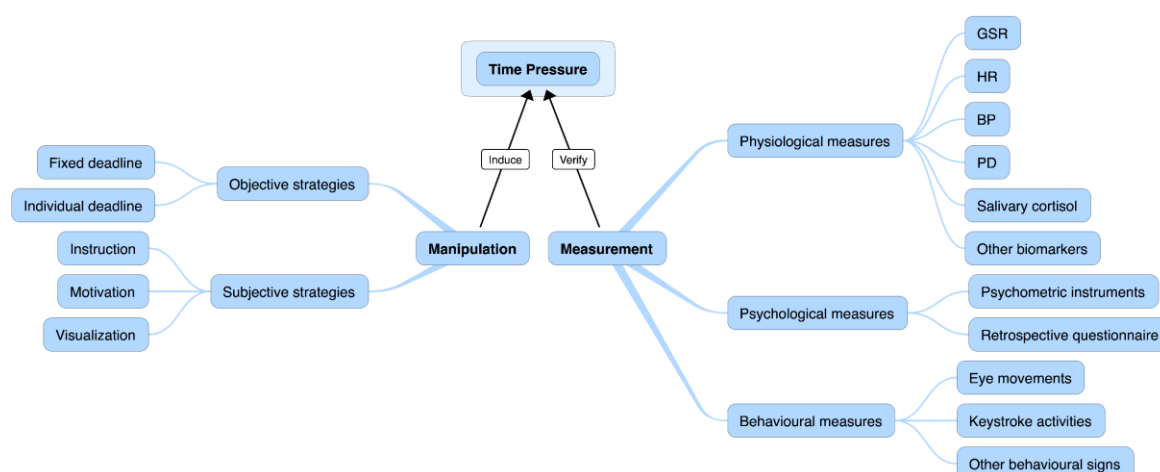 Time Pressure
Induce
Verify
Manipulation
Objective strategies
Fixed deadline
Individual deadline
Subjective strategies
Instruction
Motivation
Visualization
Measurement
Physiological measures
GSR
HR
BP
PD
Salivary cortisol
Other biomarkers
Psychological measures
Psychometric instruments
Retrospective questionnaire
Behavioural measures
Eye movements
Keystroke activities
Other behavioural signs